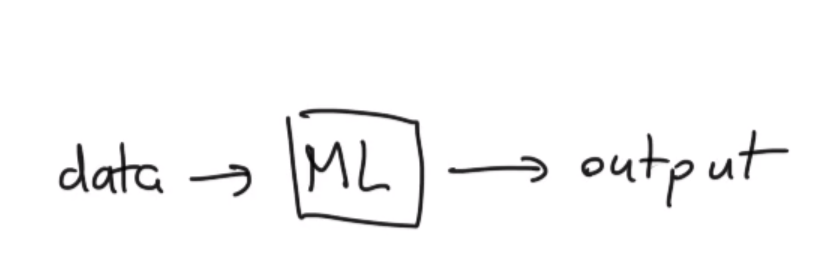 data → ML → output